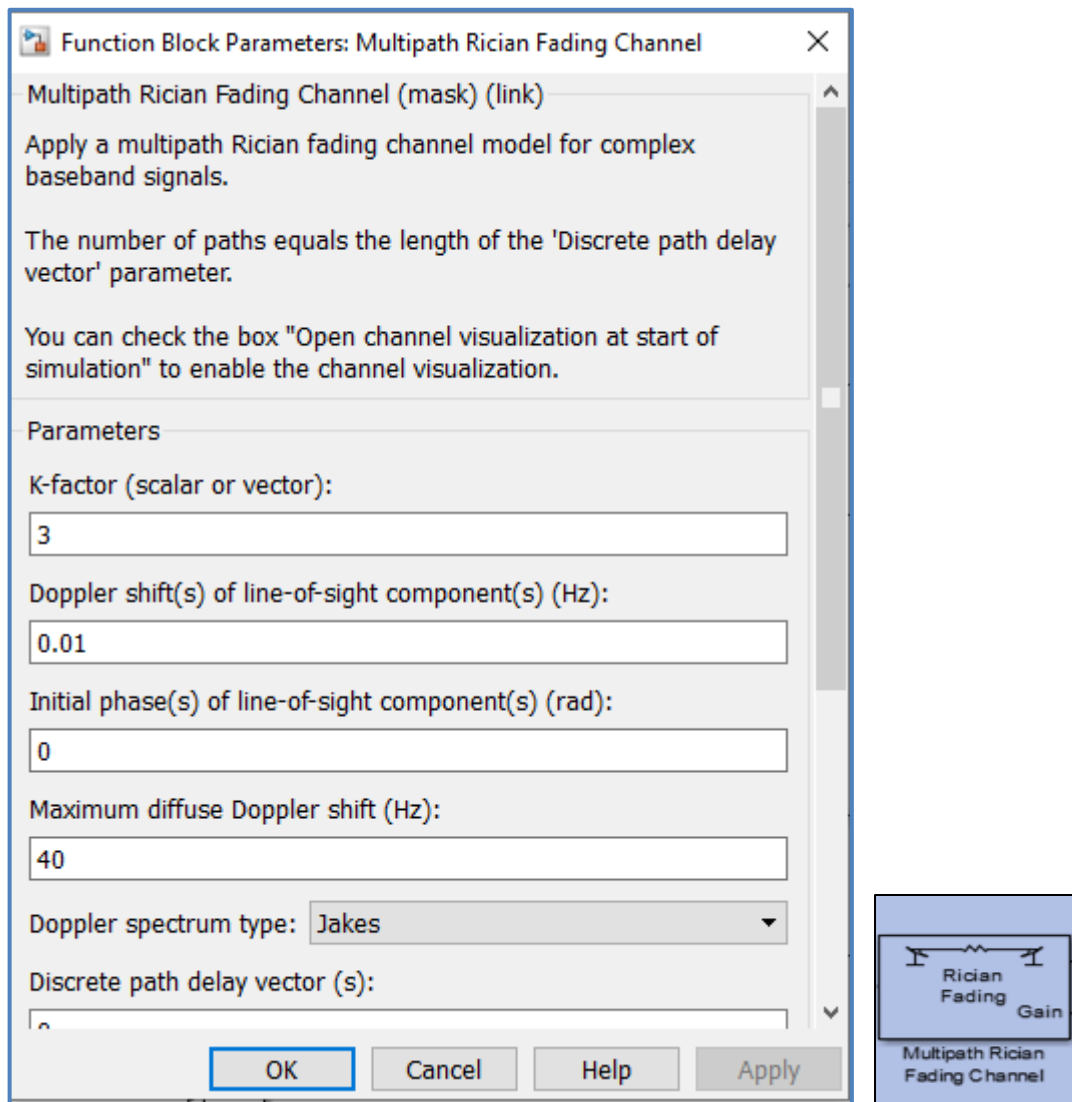 Function Block Parameters: Multipath Rician Fading Channel
Multipath Rician Fading Channel (mask) (link)
Apply a multipath Rician fading channel model for complex
baseband signals.
The number of paths equals the length of the 'Discrete path delay
vector' parameter.
You can check the box "Open channel visualization at start of
simulation" to enable the channel visualization.
Parameters
K-factor (scalar or vector):
3
Doppler shift(s) of line-of-sight component(s) (Hz):
0.01
Initial phase(s) of line-of-sight component(s) (rad):
0
Maximum diffuse Doppler shift (Hz):
40
Doppler spectrum type: Jakes
Discrete path delay vector (s):
OK Cancel Help Apply
Rician
Fading
Gain
Multipath Rician
Fading Channel